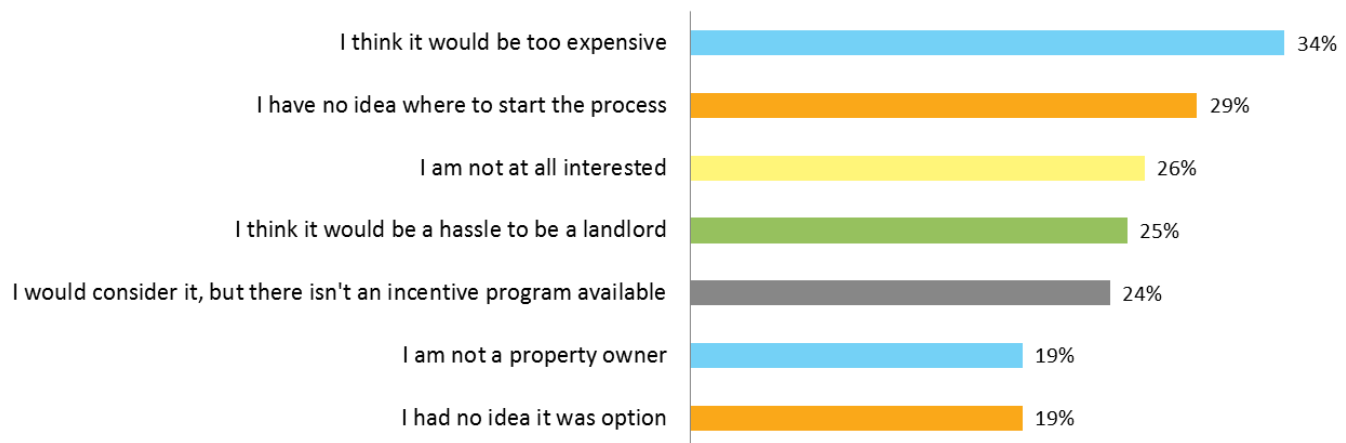 I think it would be too expensive 34%
I have no idea where to start the process 29%
I am not at all interested 26%
I think it would be a hassle to be a landlord 25%
I would consider it, but there isn't an incentive program available 24%
I am not a property owner 19%
I had no idea it was option 19%